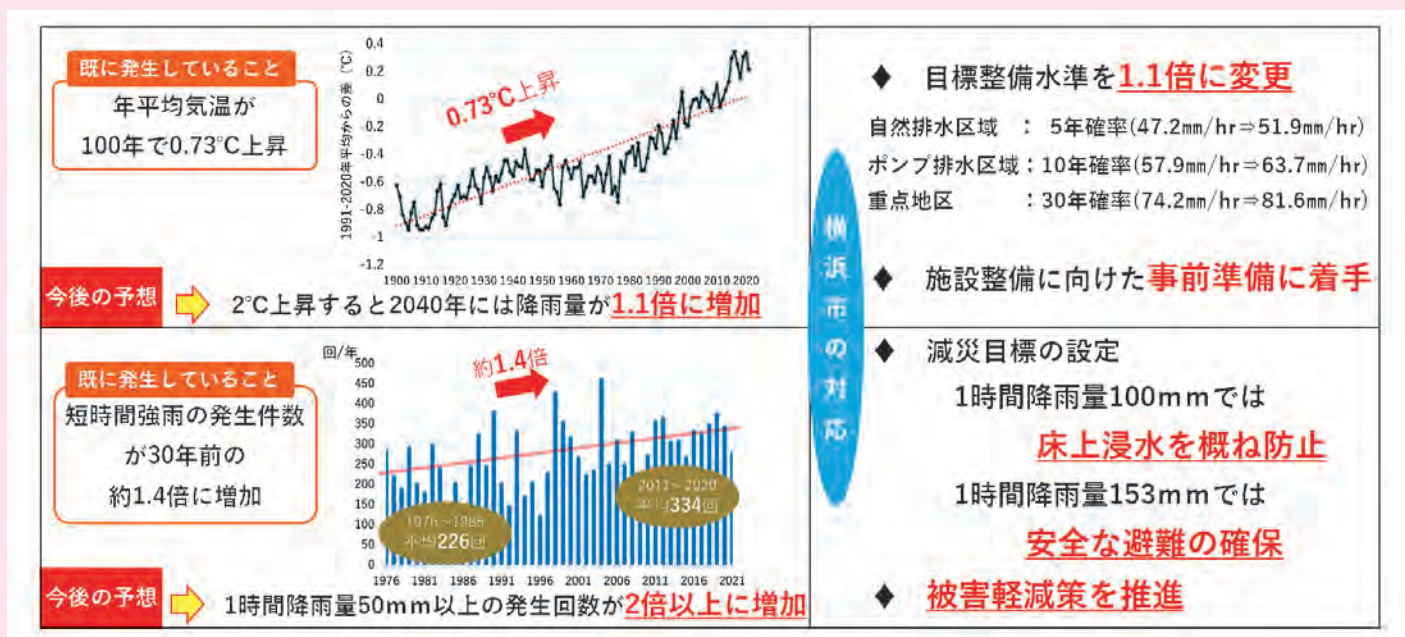 既に発生していること
年平均気温が
100年で0.73℃上昇
1991-2020年平均からの差（℃）
0.4
0.2
0
-0.2
-0.4
-0.6
-0.8
-1
-1.2
0.73℃上昇
1900 1910 1920 1930 1940 1950 1960 1970 1980 1990 2000 2010 2020
今後の予想
2℃上昇すると2040年には降雨量が1.1倍に増加
既に発生していること
短時間強雨の発生件数
が30年前の
約1.4倍に増加
回/年
500
450
400
350
300
250
200
150
100
50
0
約1.4倍
1976～1985
平均226回
2011～2020
平均334回
1976 1981 1986 1991 1996 2001 2006 2011 2016 2021
今後の予想
1時間降雨量50mm以上の発生回数が2倍以上に増加
横浜市の対応
◆ 目標整備水準を1.1倍に変更
自然排水区域 ： 5年確率(47.2㎜/hr⇒51.9㎜/hr)
ポンプ排水区域：10年確率(57.9㎜/hr⇒63.7㎜/hr)
重点地区 ：30年確率(74.2㎜/hr⇒81.6㎜/hr)
◆ 施設整備に向けた事前準備に着手
◆ 減災目標の設定
1時間降雨量100ｍｍでは
床上浸水を概ね防止
1時間降雨量153ｍｍでは
安全な避難の確保
◆ 被害軽減策を推進